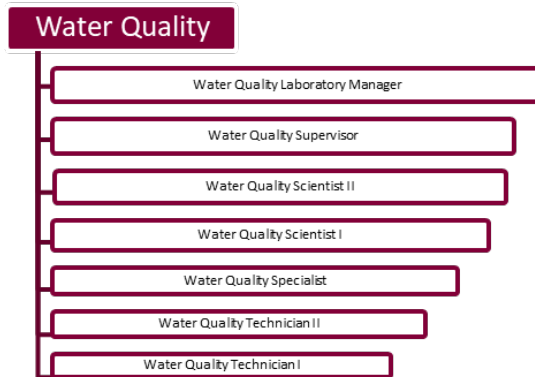 Water Quality
Water Quality Laboratory Manager
Water Quality Supervisor
Water Quality Scientist II
Water Quality Scientist I
Water Quality Specialist
Water Quality Technician II
Water Quality Technician I